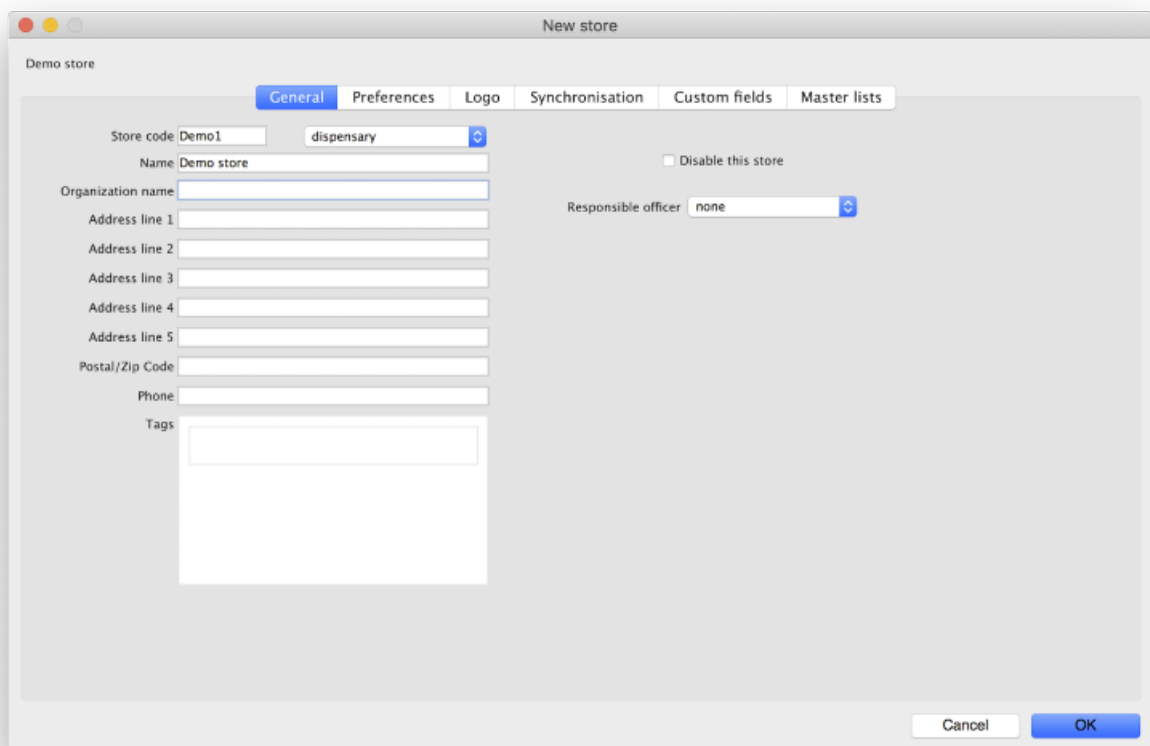 New store
Demo store
General Preferences Logo Synchronisation Custom fields Master lists
Store code Demo1 dispensary
Name Demo store
Disable this store
Organization name
Responsible officer none
Address line 1
Address line 2
Address line 3
Address line 4
Address line 5
Postal/Zip Code
Phone
Tags
Cancel OK